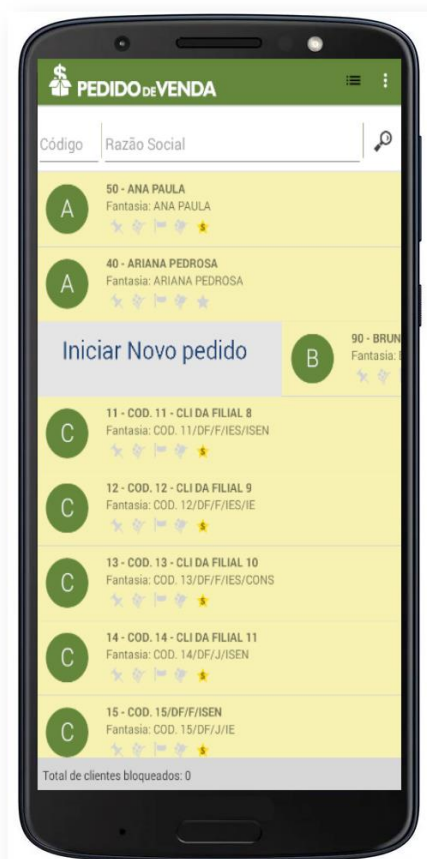 PEDIDO DE VENDA
Código Razão Social
A
50 - ANA PAULA
Fantasia: ANA PAULA
A
40 - ARIANA PEDROSA
Fantasia: ARIANA PEDROSA
Iniciar Novo pedido
B
90 - BRUN
Fantasia:
C
11 - COD. 11 - CLI DA FILIAL 8
Fantasia: COD. 11/DF/F/IES/ISEN
C
12 - COD. 12 - CLI DA FILIAL 9
Fantasia: COD. 12/DF/F/IES/IE
C
13 - COD. 13 - CLI DA FILIAL 10
Fantasia: COD. 13/DF/F/IES/CONS
C
14 - COD. 14 - CLI DA FILIAL 11
Fantasia: COD. 14/DF/J/ISEN
C
15 - COD. 15/DF/F/ISEN
Fantasia: COD. 15/DF/J/IE
Total de clientes bloqueados: 0